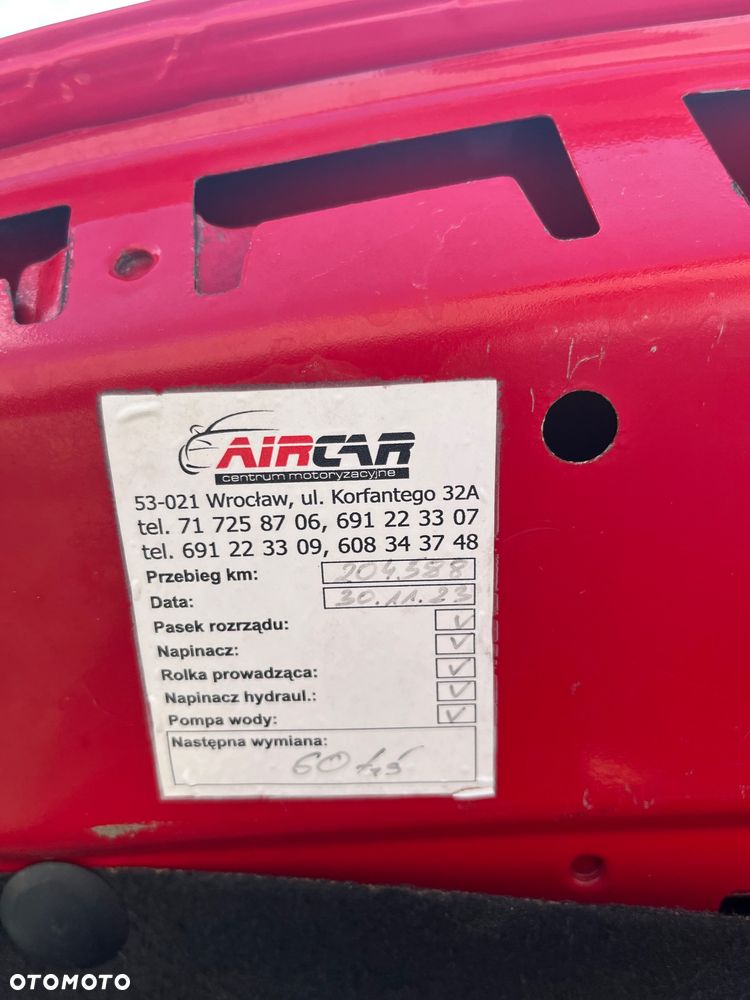 AIRCAR
centrum motoryzacyjne
53-021 Wrocław, ul. Korfantego 32A
tel. 71 725 87 06, 691 22 33 07
tel. 691 22 33 09, 608 34 37 48
Przebieg km: 204.388
Data: 30.11.23
Pasek rozrządu: ✓
Napinacz: ✓
Rolka prowadząca: ✓
Napinacz hydraul.: ✓
Pompa wody: ✓
Następna wymiana:
60 tyś
OTOMOTO